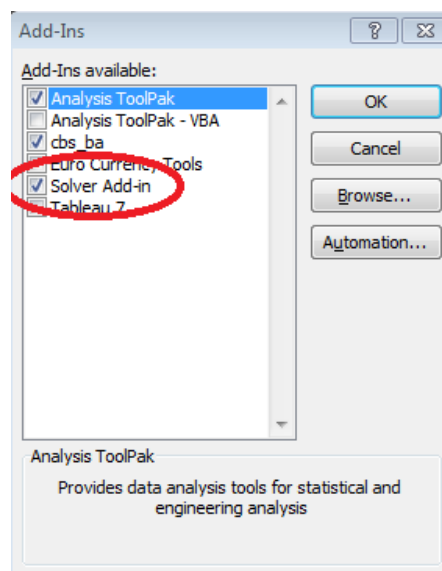 Add-Ins
Add-Ins available:
Analysis ToolPak
Analysis ToolPak - VBA
cbs_ba
Euro Currency Tools
Solver Add-in
Tableau 7
OK
Cancel
Browse...
Automation...
Analysis ToolPak
Provides data analysis tools for statistical and
engineering analysis